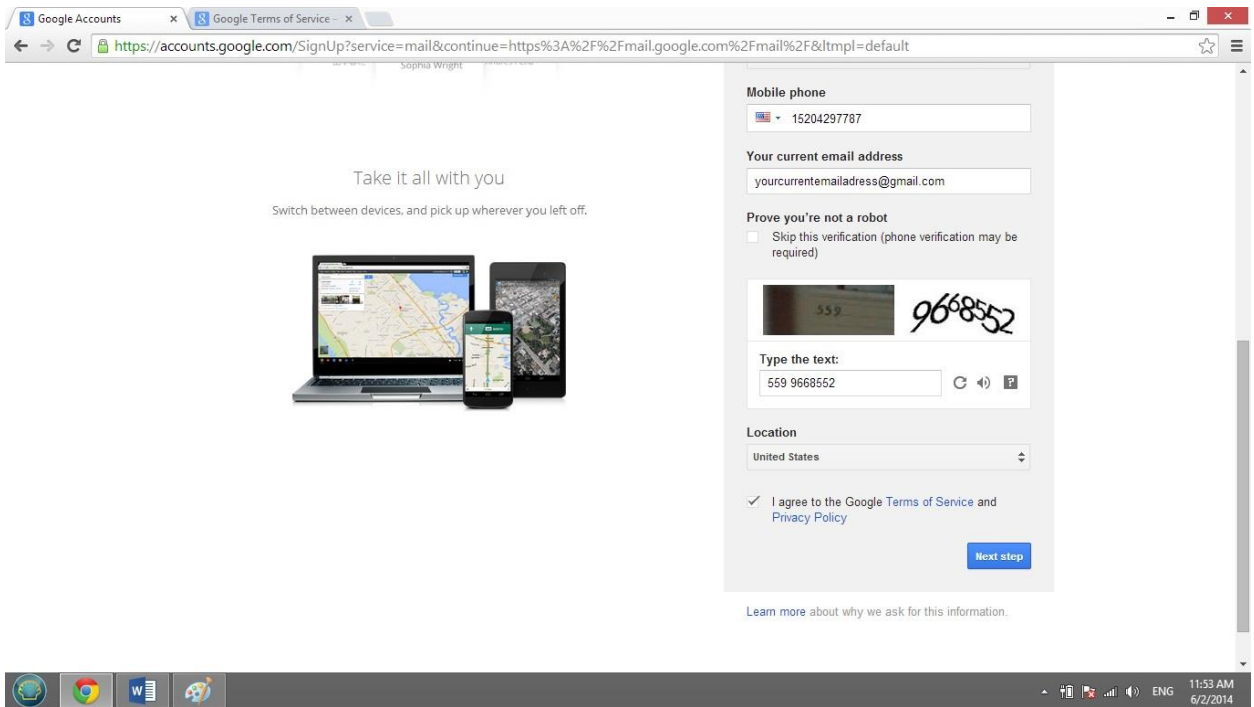 Google Accounts
Google Terms of Service –
https://accounts.google.com/SignUp?service=mail&continue=https%3A%2F%2Fmail.google.com%2Fmail%2F&ltmpl=default
Sophia Wright
Take it all with you
Switch between devices, and pick up wherever you left off.
Mobile phone
15204297787
Your current email address
yourcurrentemailadress@gmail.com
Prove you're not a robot
Skip this verification (phone verification may be
required)
559 9668552
Type the text:
559 9668552
Location
United States
I agree to the Google Terms of Service and
Privacy Policy
Next step
Learn more about why we ask for this information.
ENG
11:53 AM
6/2/2014